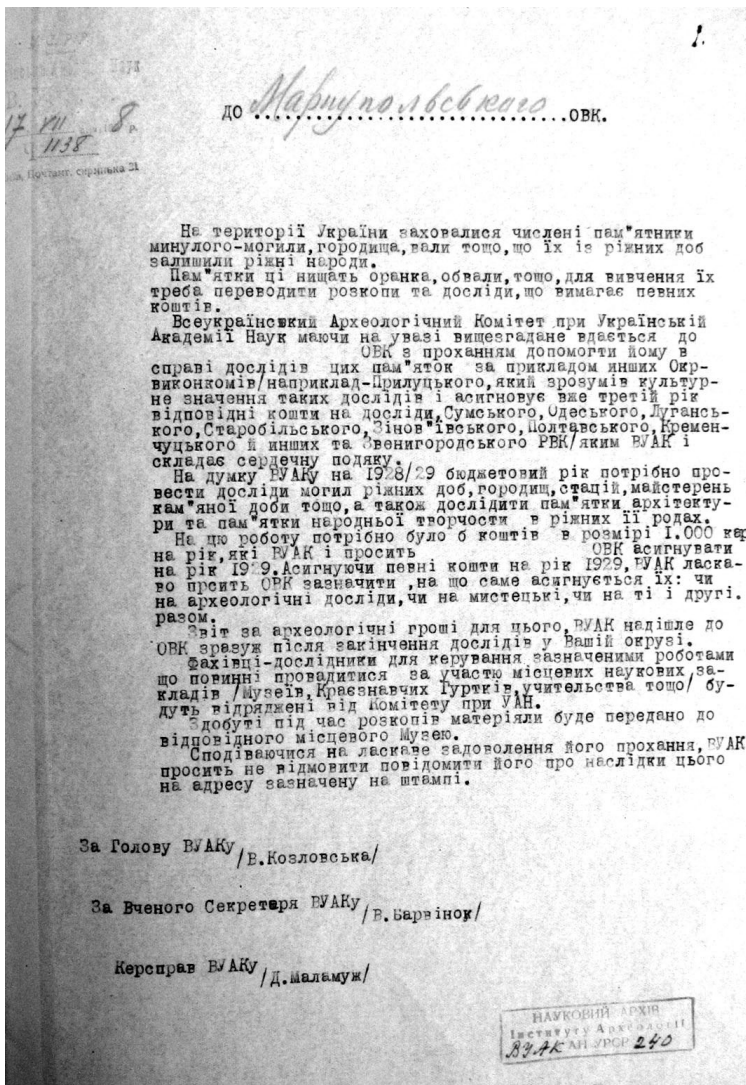 1.
Наук
17 VII 8 р.
1138
Почтамт. скринька 21
ДО Мариупольського ОВК.
На території України заховалися числені пам"ятники
минулого-могили,городища,вали тощо,що їх із ріжних доб
залишили ріжні народи.
Пам"ятки ці нищать оранка,обвали,тощо,для вивчення їх
треба переводити розкопи та досліди,що вимагає певних
коштів.
Всеукраїнський Археологічний Комітет при Українській
Академії Наук маючи на увазі вищезгадане вдається до
ОВК з проханням допомогти йому в
справі дослідів цих пам"яток за прикладом инших Окр-
виконкомів/наприклад-Прилуцького,який зрозумів культур-
не значення таких дослідів і асигновує вже третій рік
відповідні кошти на досліди,Сумського,Одеського,Лугансь-
кого,Старобільського,Зінов"ївського,Полтавського,Кремен-
чуцького й инших та Звенигородського РВК/яким ВУАК і
складає сердечну подяку.
На думку ВУАКу на 1928/29 бюджетовий рік потрібно про-
вести досліди могил ріжних доб,городищ,стацій,майстерень
кам"яної доби тощо,а також дослідити пам"ятки архітекту-
ри та пам"ятки народньої творчости в ріжних її родах.
На цю роботу потрібно було б коштів в розмірі 1.000 кар
на рік,які ВУАК і просить ОВК асигнувати
на рік 1929.Асигнуючи певні кошти на рік 1929,ВУАК ласка-
во прсить ОВК зазначити ,на що саме асигнується їх: чи
на археологічні досліди,чи на мистецькі,чи на ті і другі.
разом.
Звіт за археологічні гроші для цього,ВУАК надішле до
ОВК зразуж після закінчення дослідів у Вашій окрузі.
Фахівці-дослідники для керування зазначеними роботами
що повинні провадитися за участю місцевих наукових за-
кладів /Музеїв,Краєзнавчих Гуртків,учительства тощо/ бу-
дуть відряджені від Комітету при УАН.
Здобуті під час розкопів матеріяли буде передано до
відповідного місцевого Музею.
Сподіваючися на ласкаве задоволення його прохання,ВУАК
просить не відмовити повідомити його про наслідки цього
на адресу зазначену на штампі.
За Голову ВУАКу /В.Козловська/
За Вченого Секретаря ВУАКу /В.Барвінок/
Керсправ ВУАКу /Д.Маламуж/
НАУКОВИЙ АРХІВ
Інституту Археології
ВУАК АН УРСР 240